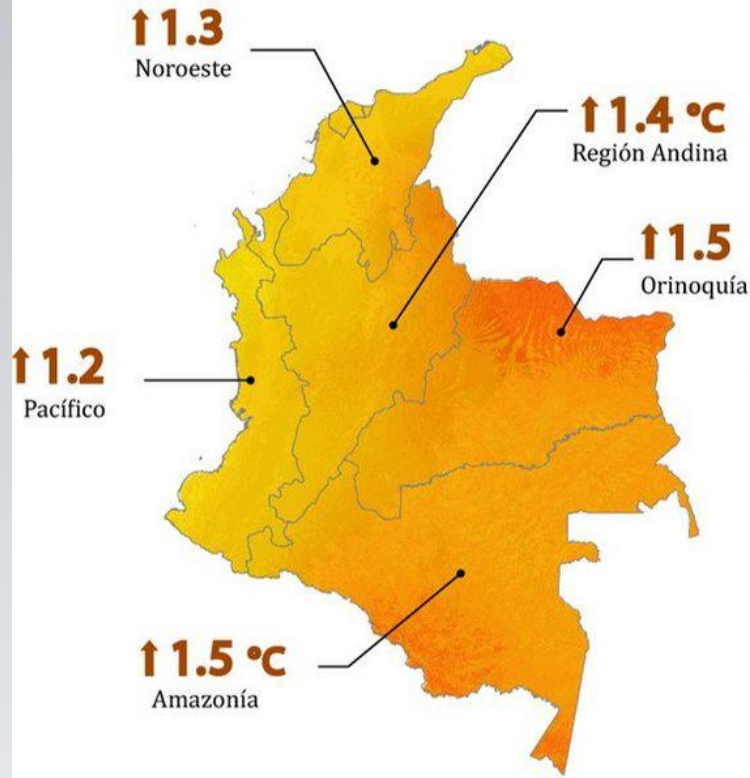 ↑1.3
Noroeste
↑1.4 °C
Región Andina
↑1.5
Orinoquía
↑1.2
Pacífico
↑1.5 °C
Amazonía